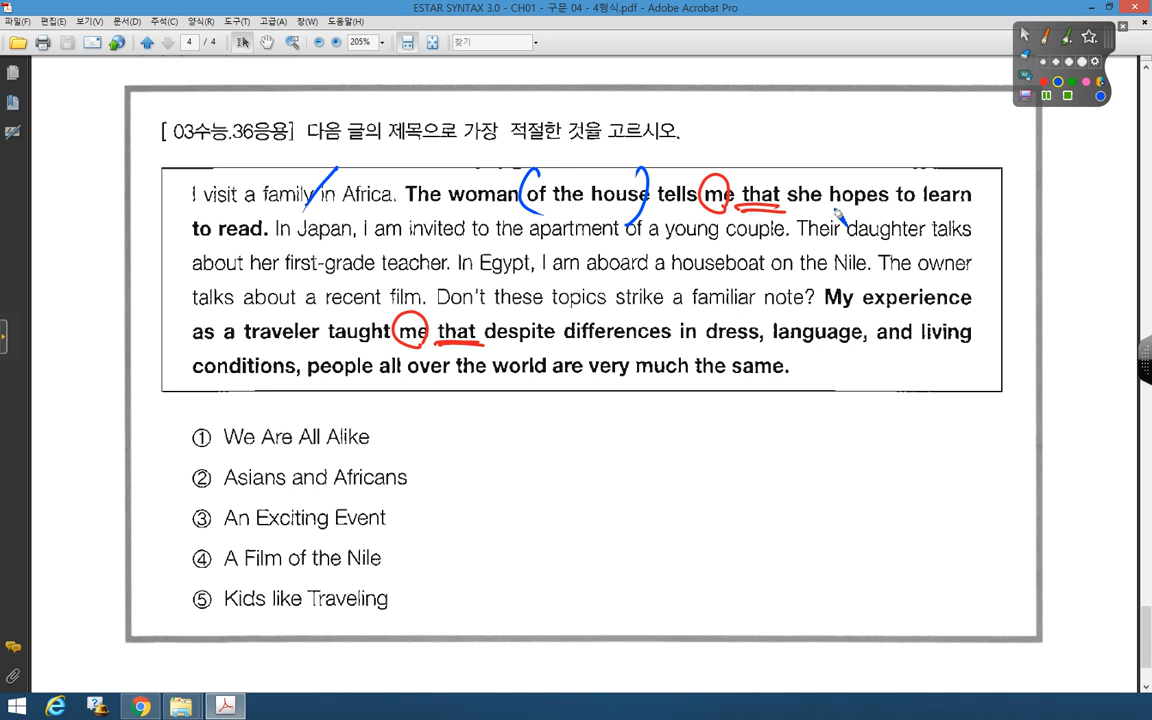 ESTAR SYNTAX 3.0 - CH01 - 구문 04 - 4형식.pdf - Adobe Acrobat Pro
파일(F) 편집(E) 보기(V) 문서(D) 주석(C) 양식(R) 도구(T) 고급(A) 창(W) 도움말(H)
4 / 4 205% 찾기
[ 03수능.36응용] 다음 글의 제목으로 가장 적절한 것을 고르시오.
I visit a family in Africa. The woman of the house tells me that she hopes to learn
to read. In Japan, I am invited to the apartment of a young couple. Their daughter talks
about her first-grade teacher. In Egypt, I am aboard a houseboat on the Nile. The owner
talks about a recent film. Don't these topics strike a familiar note? My experience
as a traveler taught me that despite differences in dress, language, and living
conditions, people all over the world are very much the same.
① We Are All Alike
② Asians and Africans
③ An Exciting Event
④ A Film of the Nile
⑤ Kids like Traveling